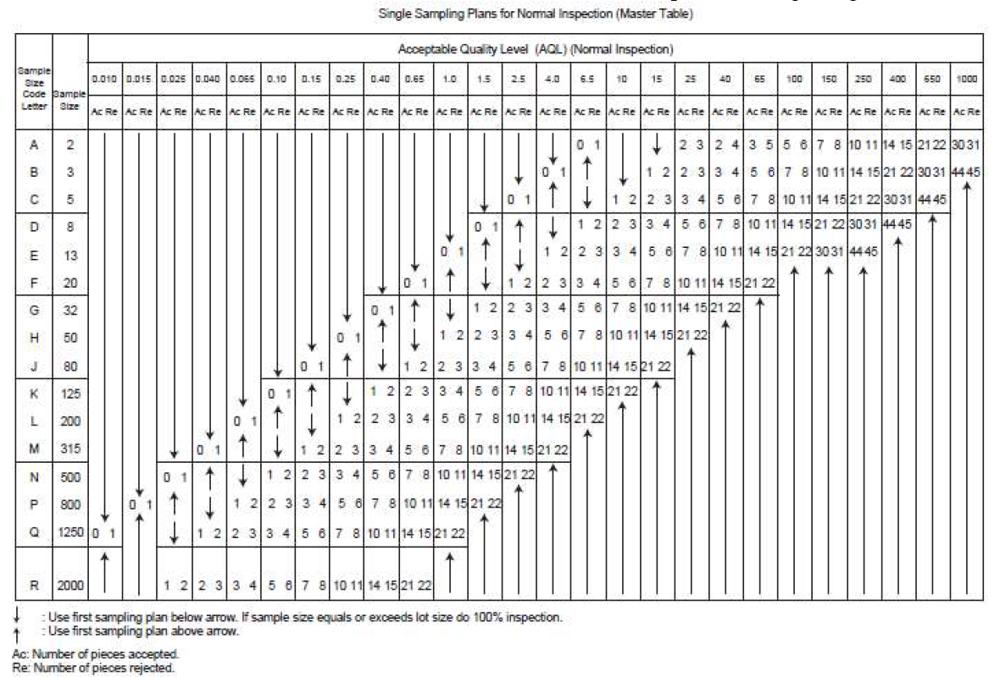 Single Sampling Plans for Normal Inspection (Master Table)
Sample Size Code Letter
Sample Size
Acceptable Quality Level (AQL) (Normal Inspection)
0.010 0.015 0.025 0.040 0.065 0.10 0.15 0.25 0.40 0.65 1.0 1.5 2.5 4.0 6.5 10 15 25 40 65 100 150 250 400 650 1000
Ac Re Ac Re Ac Re Ac Re Ac Re Ac Re Ac Re Ac Re Ac Re Ac Re Ac Re Ac Re Ac Re Ac Re Ac Re Ac Re Ac Re Ac Re Ac Re Ac Re Ac Re Ac Re Ac Re Ac Re Ac Re Ac Re
A 2 0 1 2 3 2 4 3 5 5 6 7 8 10 11 14 15 21 22 30 31
B 3 0 1 1 2 2 3 3 4 5 6 7 8 10 11 14 15 21 22 30 31 44 45
C 5 0 1 1 2 2 3 3 4 5 6 7 8 10 11 14 15 21 22 30 31 44 45
D 8 0 1 1 2 2 3 3 4 5 6 7 8 10 11 14 15 21 22 30 31 44 45
E 13 0 1 1 2 2 3 3 4 5 6 7 8 10 11 14 15 21 22 30 31 44 45
F 20 0 1 1 2 2 3 3 4 5 6 7 8 10 11 14 15 21 22
G 32 0 1 1 2 2 3 3 4 5 6 7 8 10 11 14 15 21 22
H 50 0 1 1 2 2 3 3 4 5 6 7 8 10 11 14 15 21 22
J 80 0 1 1 2 2 3 3 4 5 6 7 8 10 11 14 15 21 22
K 125 0 1 1 2 2 3 3 4 5 6 7 8 10 11 14 15 21 22
L 200 0 1 1 2 2 3 3 4 5 6 7 8 10 11 14 15 21 22
M 315 0 1 1 2 2 3 3 4 5 6 7 8 10 11 14 15 21 22
N 500 0 1 1 2 2 3 3 4 5 6 7 8 10 11 14 15 21 22
P 800 0 1 1 2 2 3 3 4 5 6 7 8 10 11 14 15 21 22
Q 1250 0 1 1 2 2 3 3 4 5 6 7 8 10 11 14 15 21 22
R 2000 1 2 2 3 3 4 5 6 7 8 10 11 14 15 21 22
: Use first sampling plan below arrow. If sample size equals or exceeds lot size do 100% inspection.
: Use first sampling plan above arrow.
Ac: Number of pieces accepted.
Re: Number of pieces rejected.